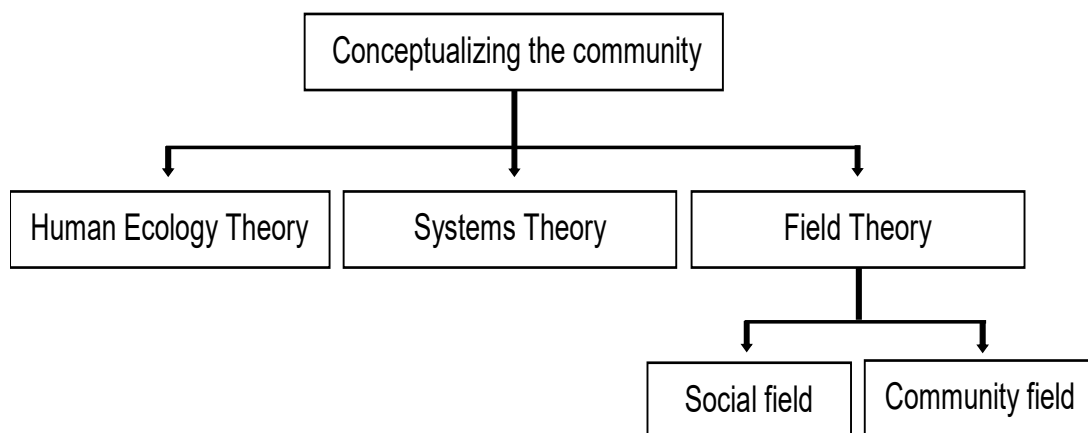 Conceptualizing the community
Human Ecology Theory
Systems Theory
Field Theory
Social field
Community field